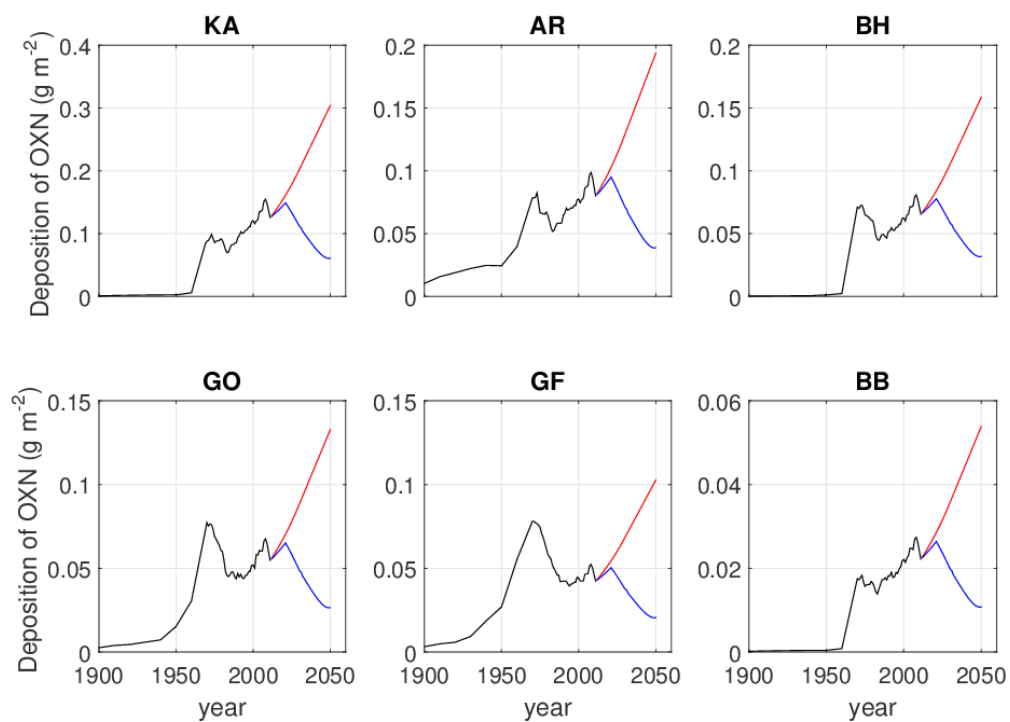 KA AR BH
Deposition of OXN (g m-2)
0.4 0.2 0.2
0.3 0.15 0.15
0.2 0.1 0.1
0.1 0.05 0.05
0 0 0
1900 1950 2000 2050 1900 1950 2000 2050 1900 1950 2000 2050
GO GF BB
Deposition of OXN (g m-2)
0.15 0.15 0.06
0.1 0.1 0.04
0.05 0.05 0.02
0 0 0
1900 1950 2000 2050 1900 1950 2000 2050 1900 1950 2000 2050
year year year